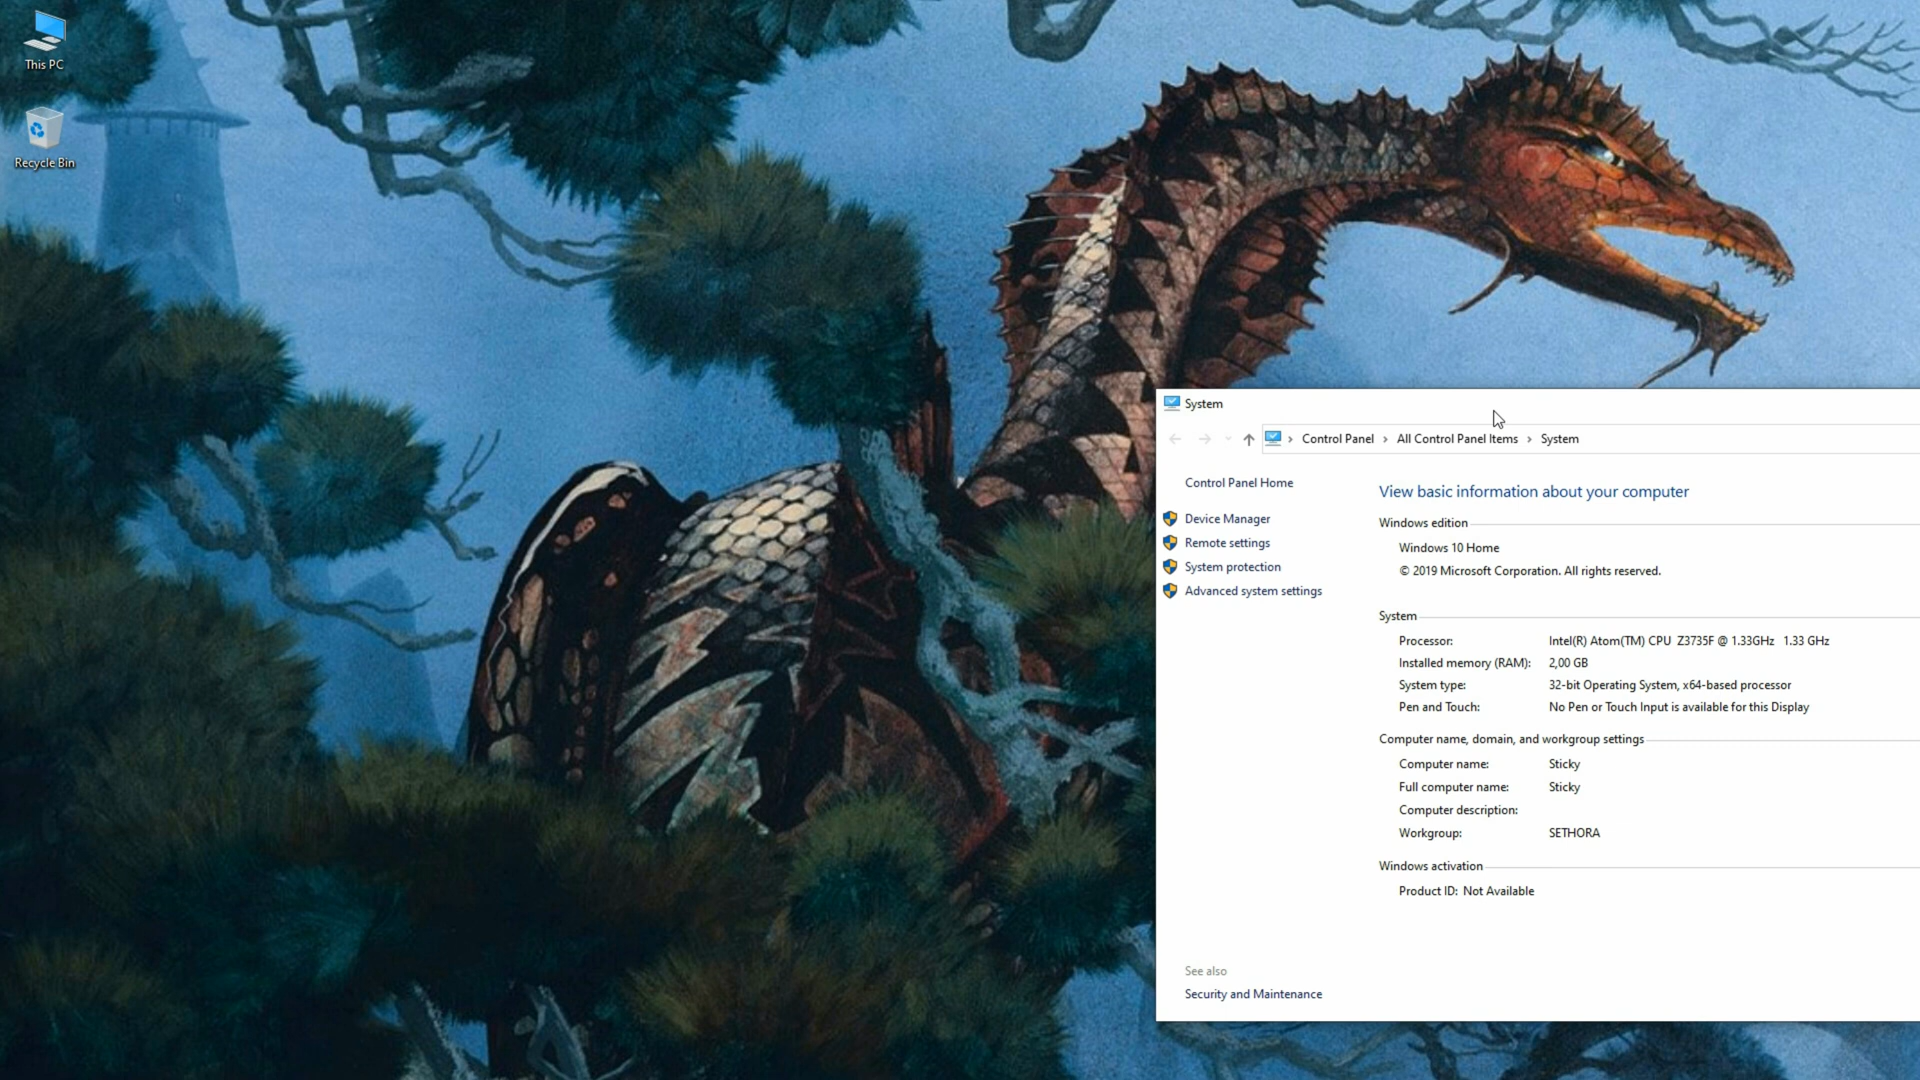 This PC
Recycle Bin
System
Control Panel › All Control Panel Items › System
Control Panel Home
Device Manager
Remote settings
System protection
Advanced system settings
See also
Security and Maintenance
View basic information about your computer
Windows edition
Windows 10 Home
© 2019 Microsoft Corporation. All rights reserved.
System
Processor: Intel(R) Atom(TM) CPU Z3735F @ 1.33GHz 1.33 GHz
Installed memory (RAM): 2,00 GB
System type: 32-bit Operating System, x64-based processor
Pen and Touch: No Pen or Touch Input is available for this Display
Computer name, domain, and workgroup settings
Computer name: Sticky
Full computer name: Sticky
Computer description:
Workgroup: SETHORA
Windows activation
Product ID: Not Available